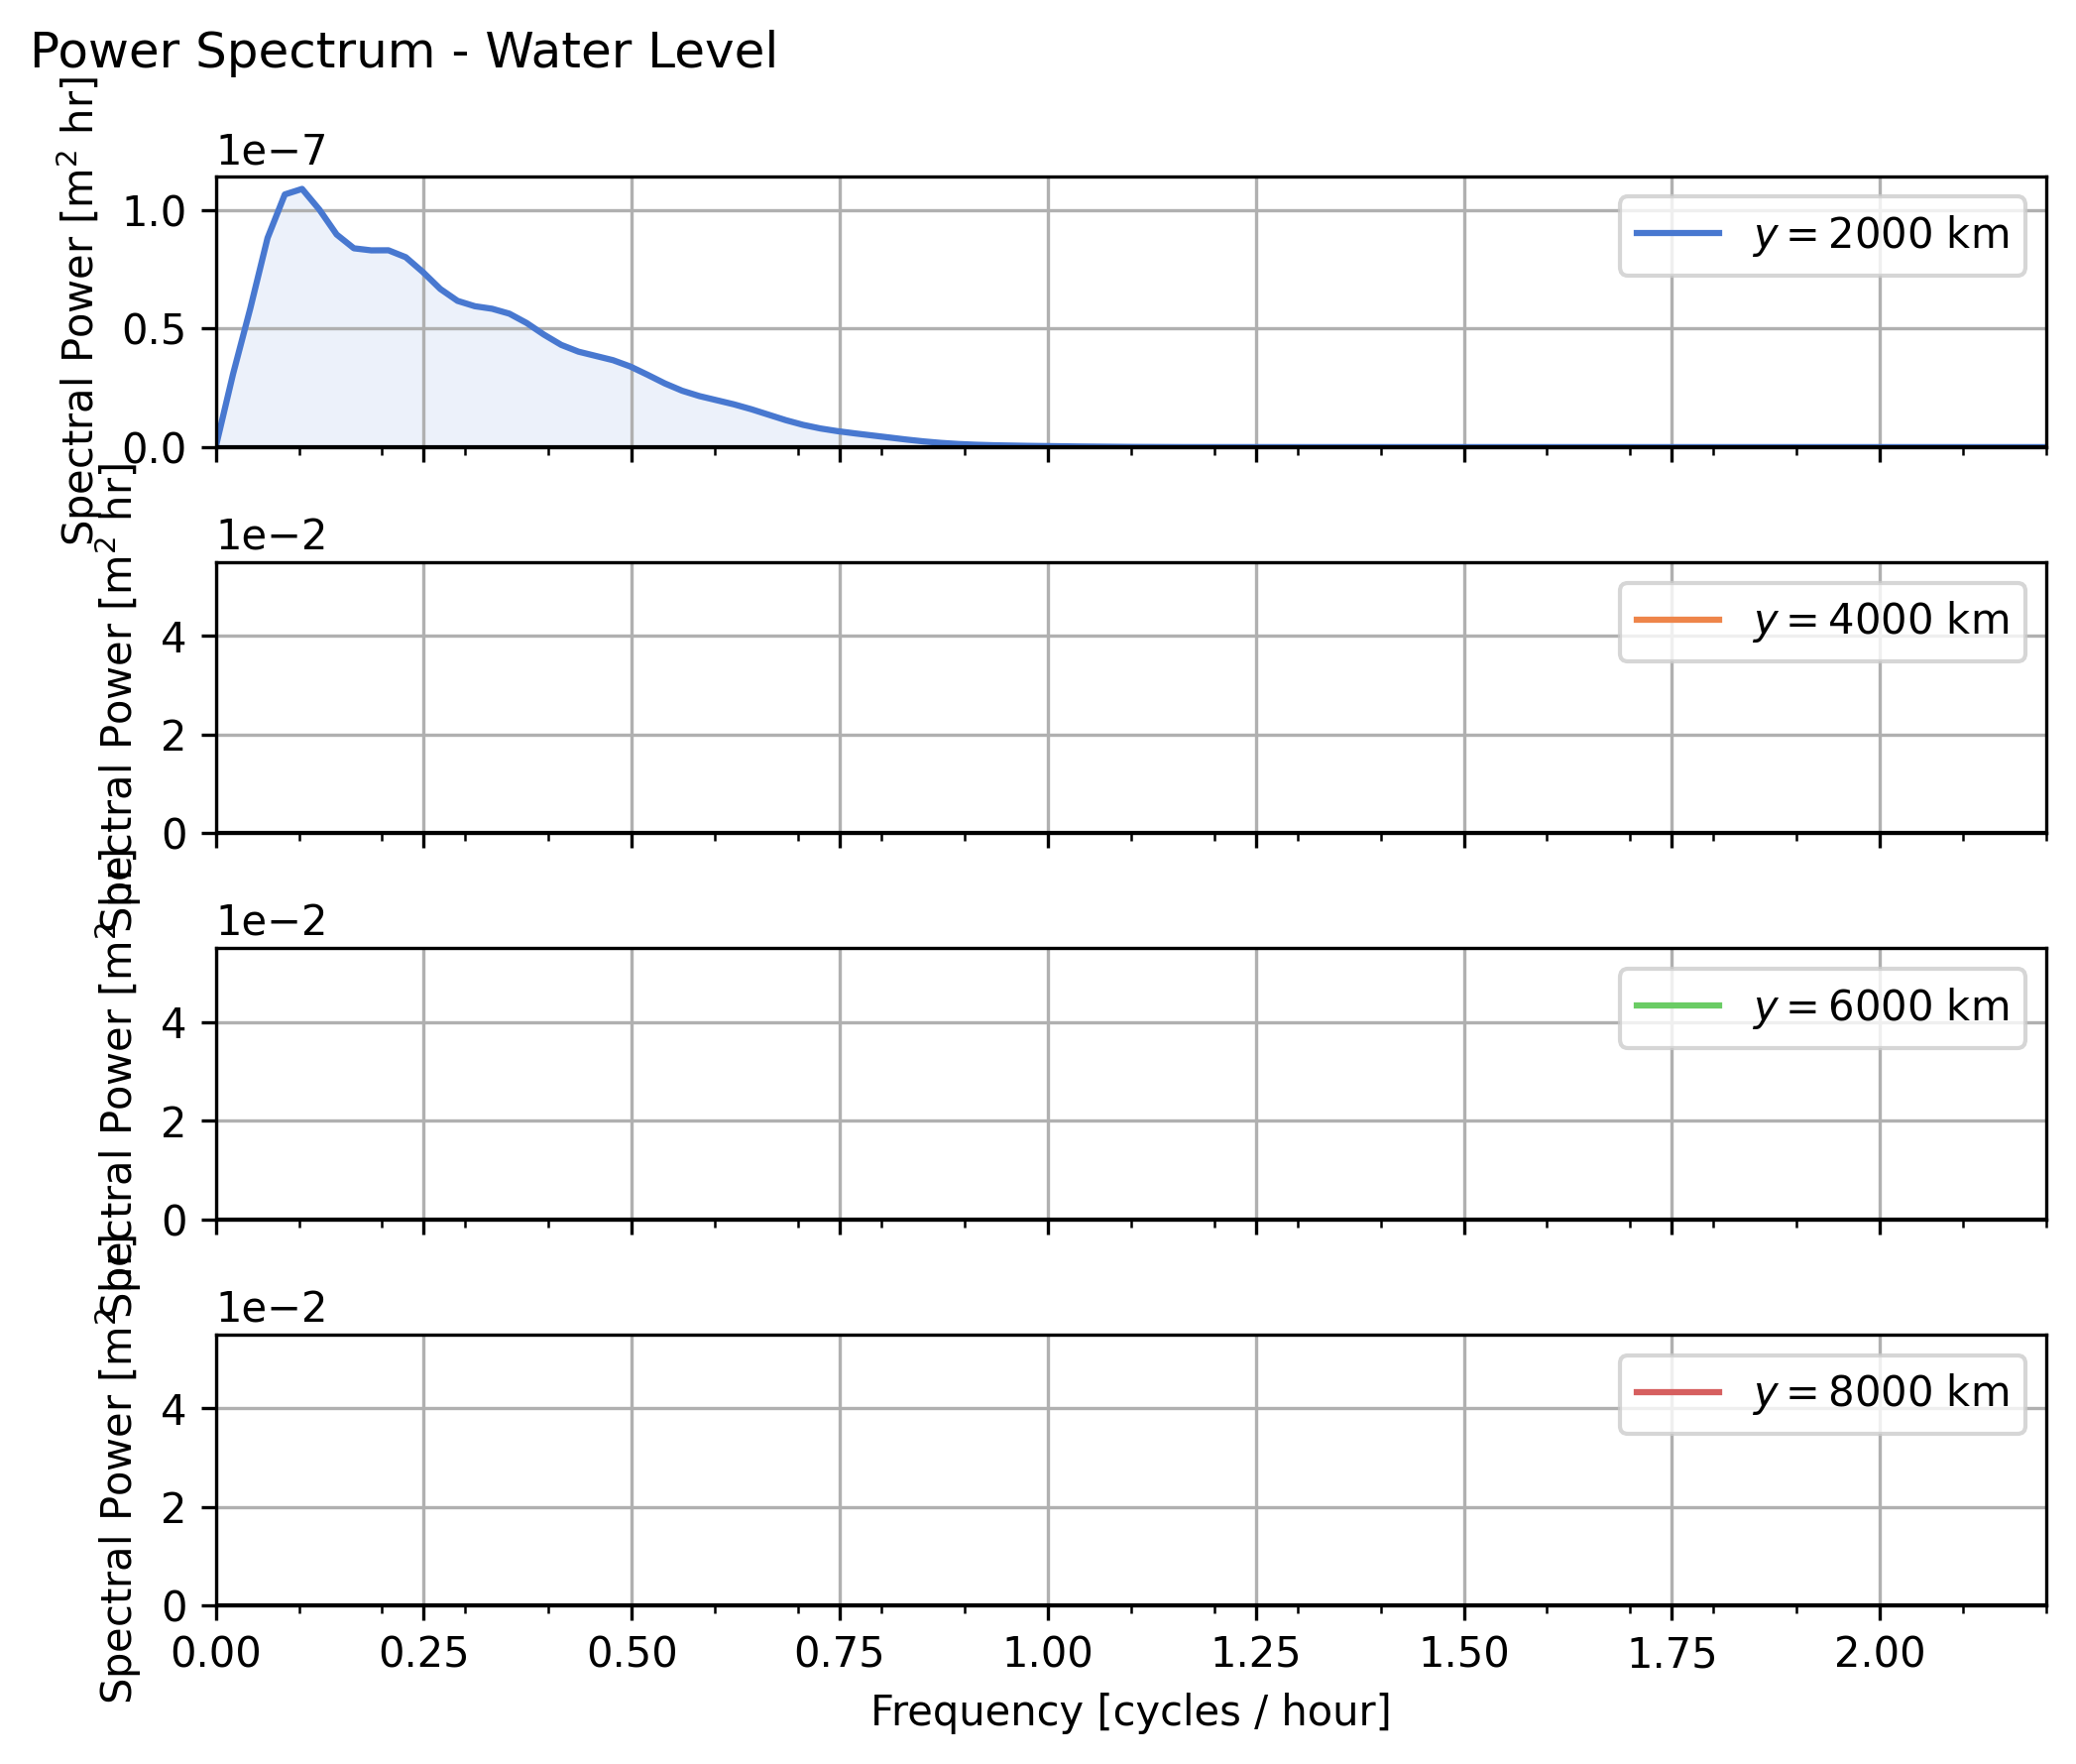 Power Spectrum - Water Level
Spectral Power [m² hr]
1e−7
1.0
0.5
0.0
y = 2000 km
Spectral Power [m² hr]
1e−2
4
2
0
y = 4000 km
Spectral Power [m² hr]
1e−2
4
2
0
y = 6000 km
Spectral Power [m² hr]
1e−2
4
2
0
y = 8000 km
0.00 0.25 0.50 0.75 1.00 1.25 1.50 1.75 2.00
Frequency [cycles / hour]